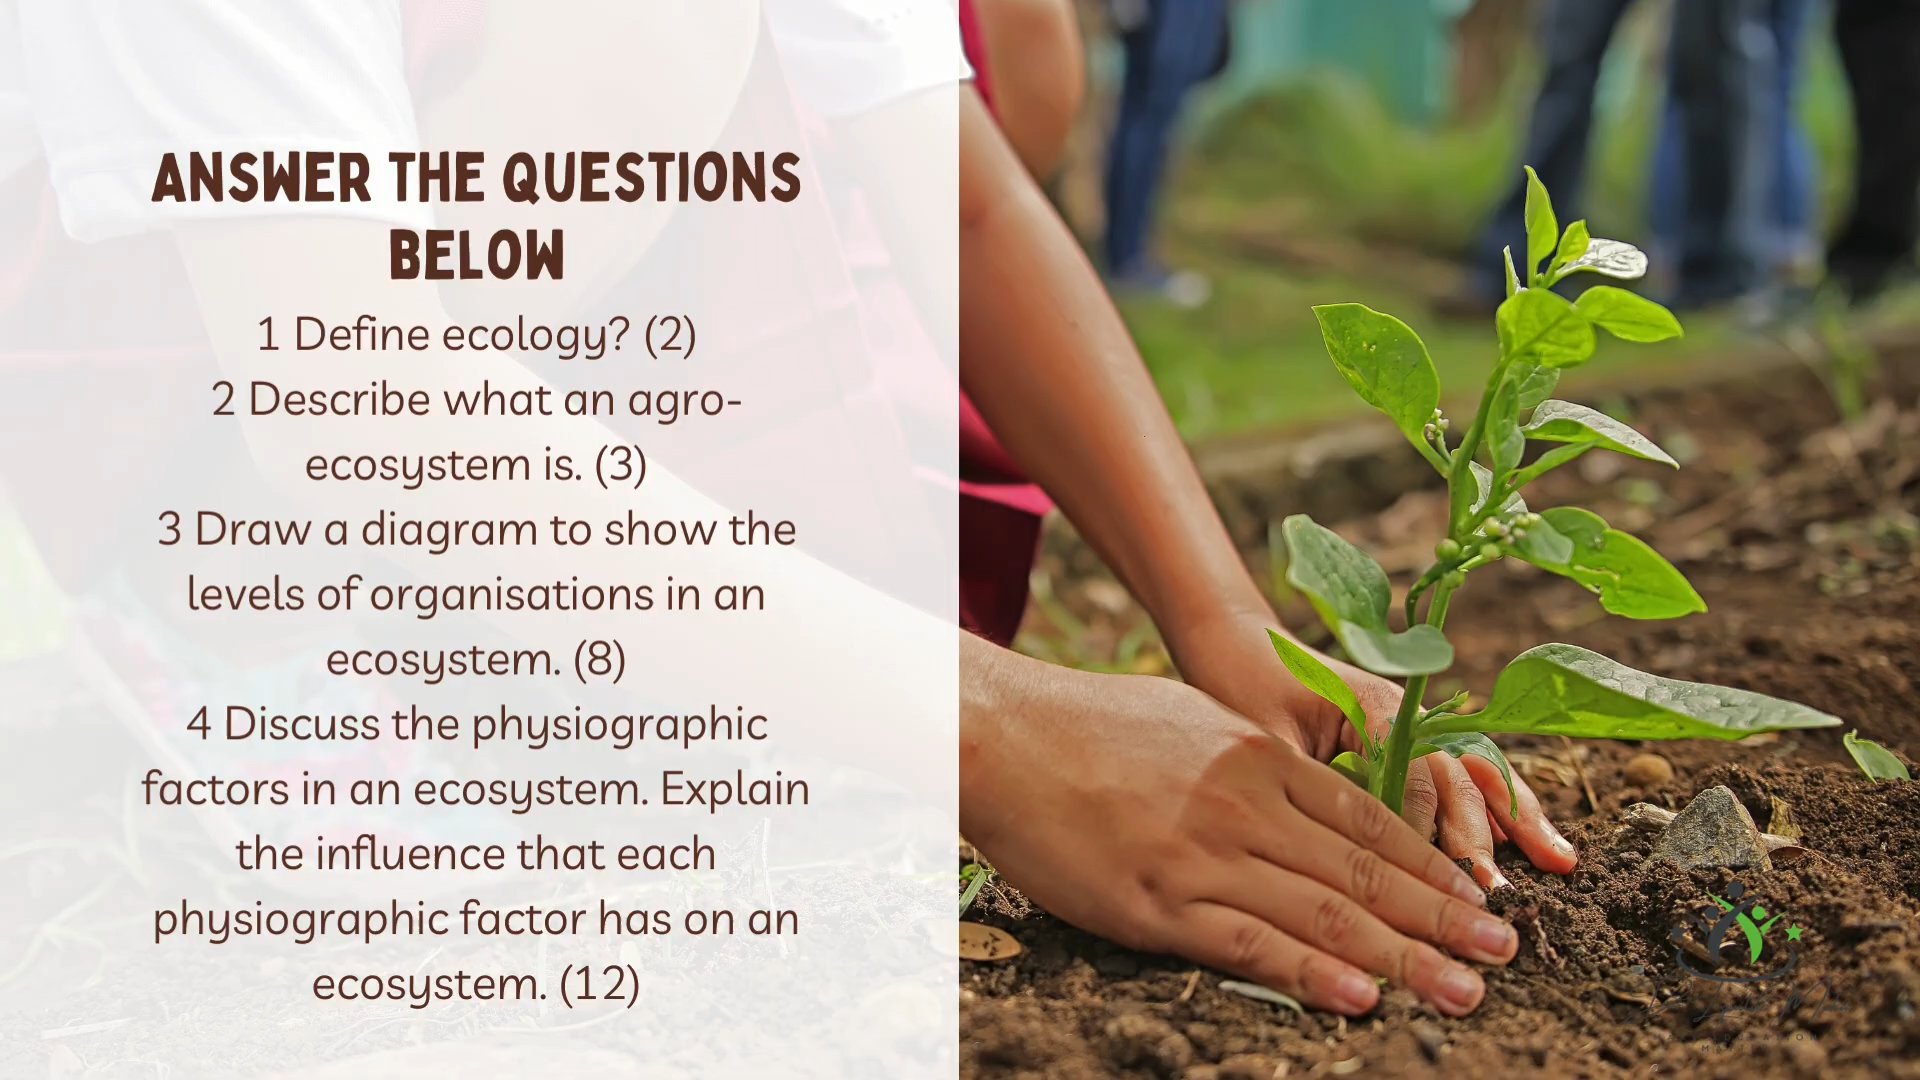 ANSWER THE QUESTIONS
BELOW
1 Define ecology? (2)
2 Describe what an agro-
ecosystem is. (3)
3 Draw a diagram to show the
levels of organisations in an
ecosystem. (8)
4 Discuss the physiographic
factors in an ecosystem. Explain
the influence that each
physiographic factor has on an
ecosystem. (12)